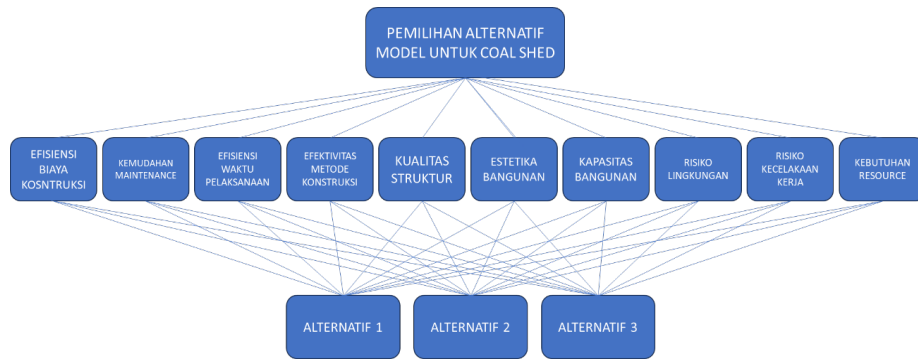 PEMILIHAN ALTERNATIF
MODEL UNTUK COAL SHED
EFISIENSI
BIAYA
KOSNTRUKSI
KEMUDAHAN
MAINTENANCE
EFISIENSI
WAKTU
PELAKSANAAN
EFEKTIVITAS
METODE
KONSTRUKSI
KUALITAS
STRUKTUR
ESTETIKA
BANGUNAN
KAPASITAS
BANGUNAN
RISIKO
LINGKUNGAN
RISIKO
KECELAKAAN
KERJA
KEBUTUHAN
RESOURCE
ALTERNATIF 1
ALTERNATIF 2
ALTERNATIF 3